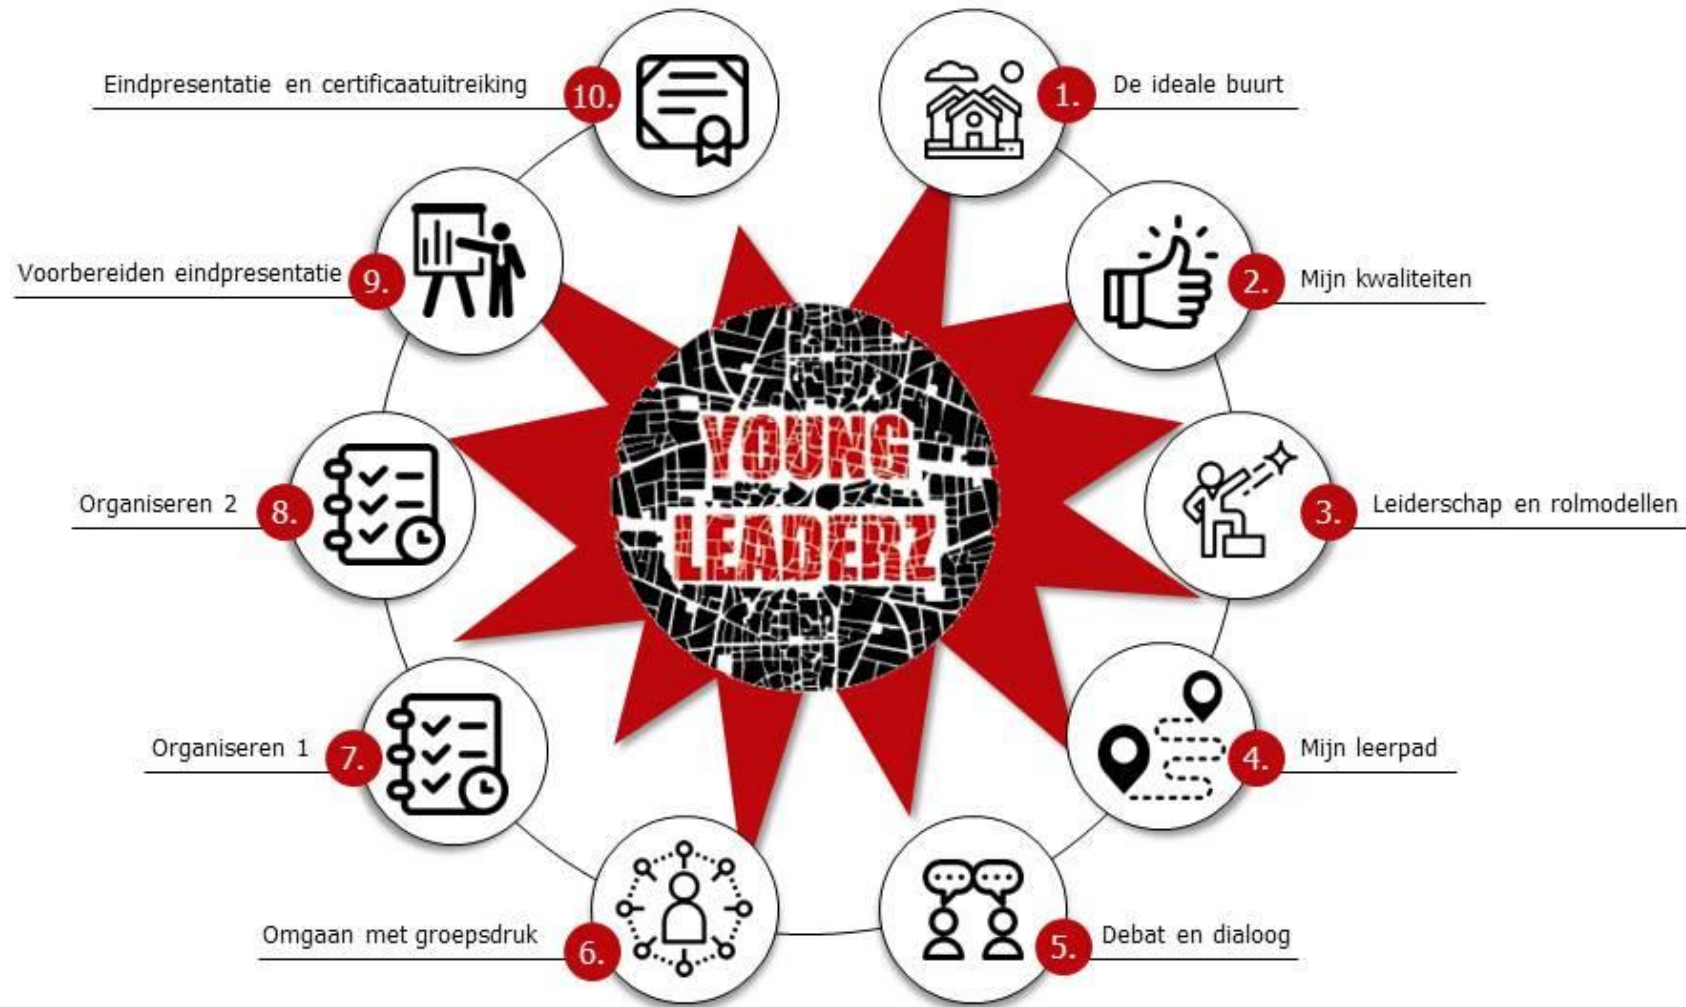 1. De ideale buurt
2. Mijn kwaliteiten
3. Leiderschap en rolmodellen
4. Mijn leerpad
5. Debat en dialoog
6. Omgaan met groepsdruk
7. Organiseren 1
8. Organiseren 2
9. Voorbereiden eindpresentatie
10. Eindpresentatie en certificaatuitreiking
YOUNG
LEADERZ